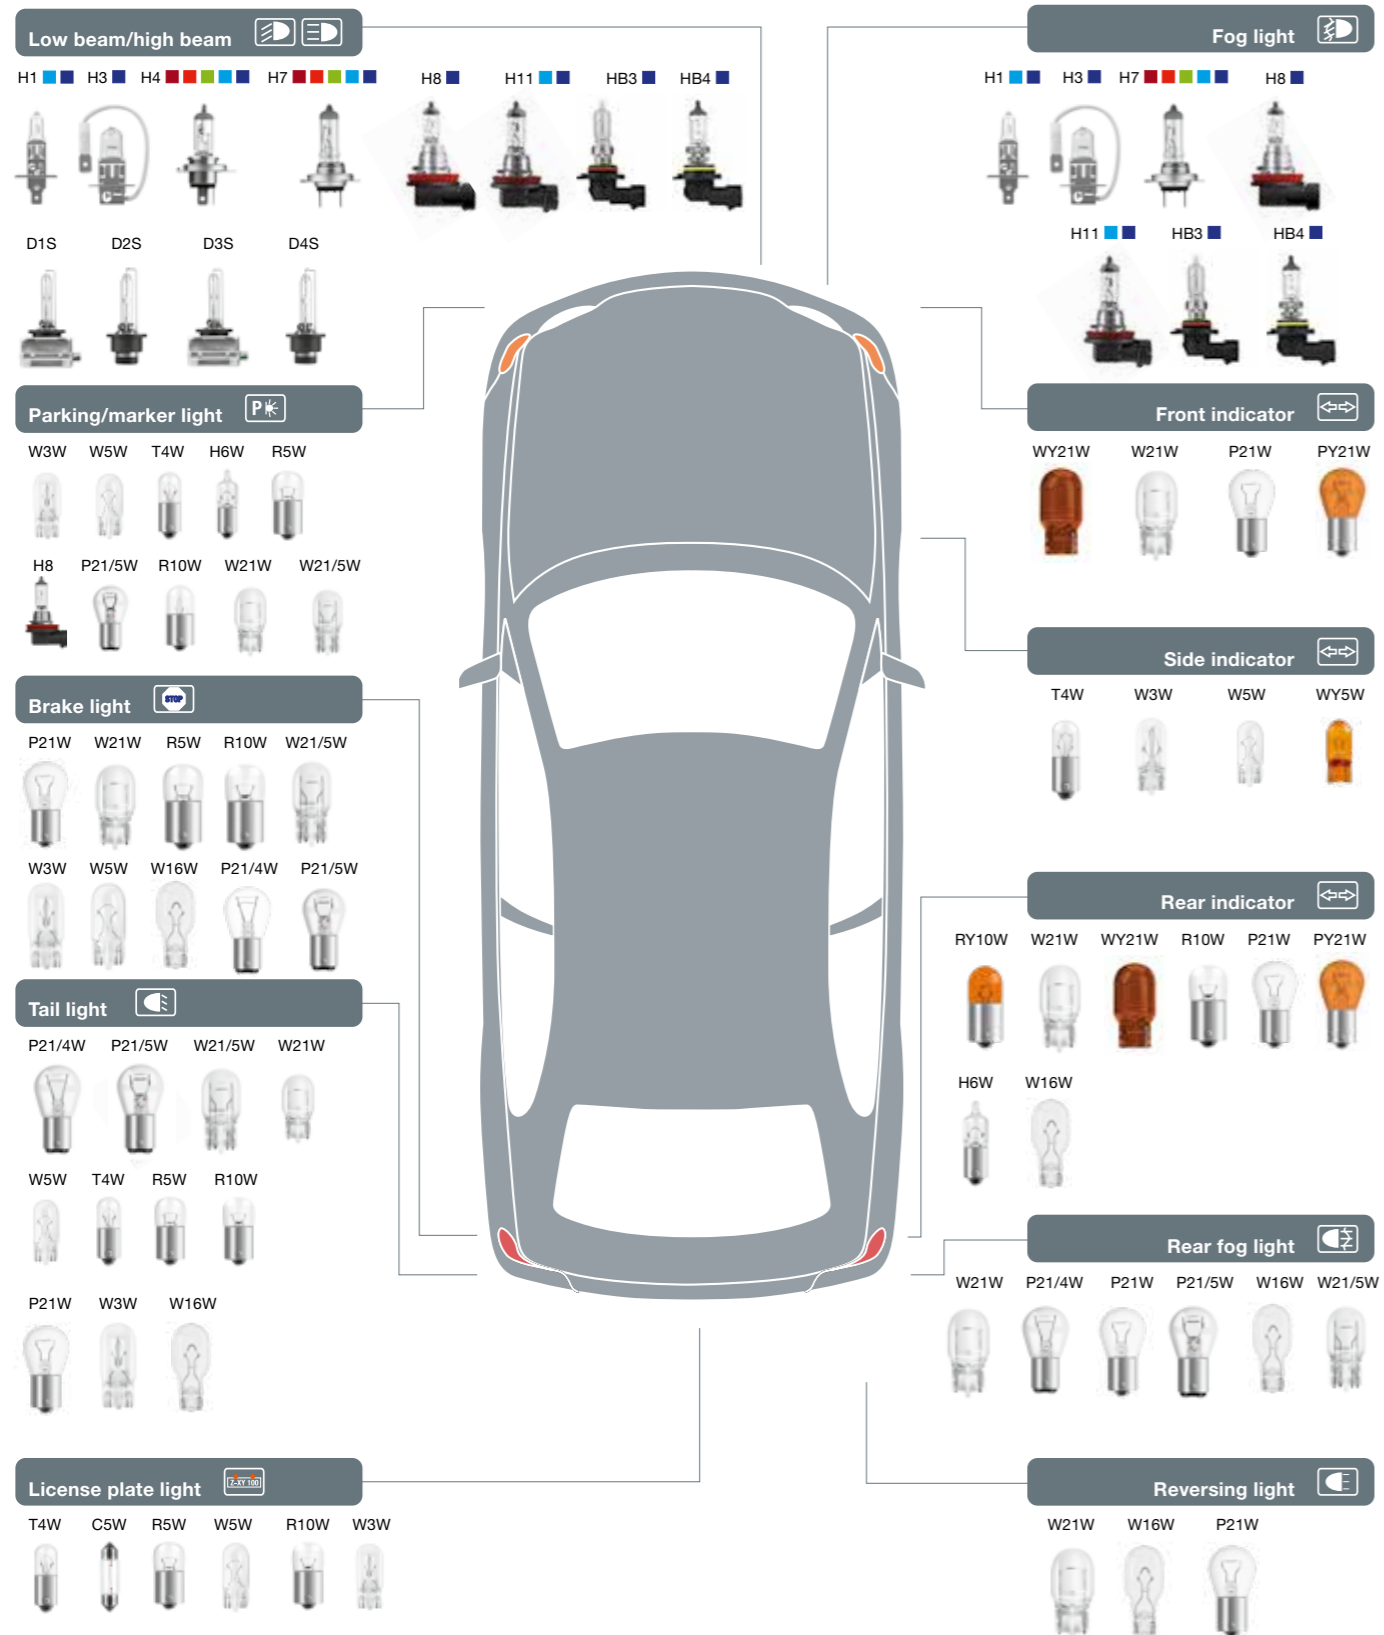 Low beam/high beam
H1 H3 H4 H7 H8 H11 HB3 HB4
D1S D2S D3S D4S
Parking/marker light P
W3W W5W T4W H6W R5W
H8 P21/5W R10W W21W W21/5W
Brake light STOP
P21W W21W R5W R10W W21/5W
W3W W5W W16W P21/4W P21/5W
Tail light
P21/4W P21/5W W21/5W W21W
W5W T4W R5W R10W
P21W W3W W16W
License plate light Z-XY 100
T4W C5W R5W W5W R10W W3W
Fog light
H1 H3 H7 H8
H11 HB3 HB4
Front indicator
WY21W W21W P21W PY21W
Side indicator
T4W W3W W5W WY5W
Rear indicator
RY10W W21W WY21W R10W P21W PY21W
H6W W16W
Rear fog light
W21W P21/4W P21W P21/5W W16W W21/5W
Reversing light
W21W W16W P21W